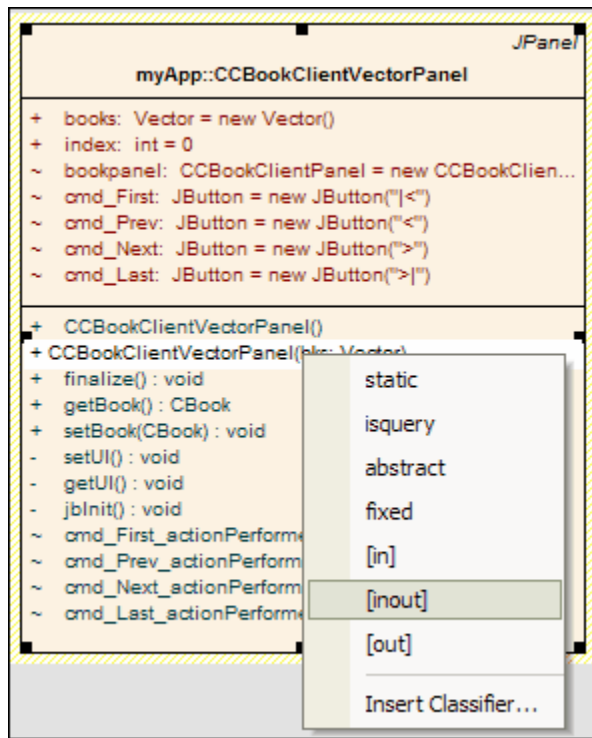 JPanel
myApp::CCBookClientVectorPanel
+ books: Vector = new Vector()
+ index: int = 0
~ bookpanel: CCBookClientPanel = new CCBookClien...
~ cmd_First: JButton = new JButton("|<")
~ cmd_Prev: JButton = new JButton("<")
~ cmd_Next: JButton = new JButton(">")
~ cmd_Last: JButton = new JButton(">|")
+ CCBookClientVectorPanel()
+ CCBookClientVectorPanel(bks: Vector)
+ finalize() : void
+ getBook() : CBook
+ setBook(CBook) : void
- setUI() : void
- getUI() : void
- jbInit() : void
~ cmd_First_actionPerforme
~ cmd_Prev_actionPerform
~ cmd_Next_actionPerform
~ cmd_Last_actionPerforme
static
isquery
abstract
fixed
[in]
[inout]
[out]
Insert Classifier...